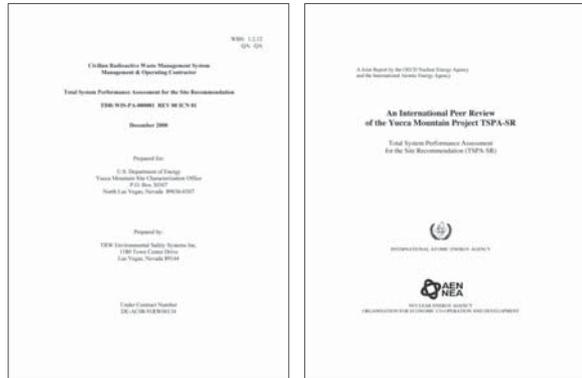 WBS: 1.2.12
QA: QA
Civilian Radioactive Waste Management System
Management & Operating Contractor
Total System Performance Assessment for the Site Recommendation
TDR-WIS-PA-000001 REV 00 ICN 01
December 2000
Prepared for:
U.S. Department of Energy
Yucca Mountain Site Characterization Office
P.O. Box 30307
North Las Vegas, Nevada 89036-0307
Prepared by:
TRW Environmental Safety Systems Inc.
1180 Town Center Drive
Las Vegas, Nevada 89144
Under Contract Number
A Joint Report by the OECD Nuclear Energy Agency
and the International Atomic Energy Agency
An International Peer Review
of the Yucca Mountain Project TSPA-SR
Total System Performance Assessment
for the Site Recommendation (TSPA-SR)
INTERNATIONAL ATOMIC ENERGY AGENCY
AEN
NEA
NUCLEAR ENERGY AGENCY
ORGANISATION FOR ECONOMIC CO-OPERATION AND DEVELOPMENT